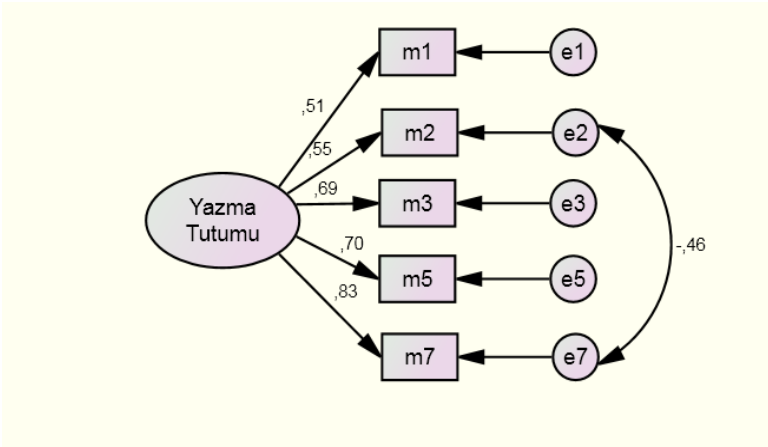 m1
e1
,51
m2
e2
,55
,69
m3
e3
Yazma
Tutumu
,70
-,46
m5
e5
,83
m7
e7